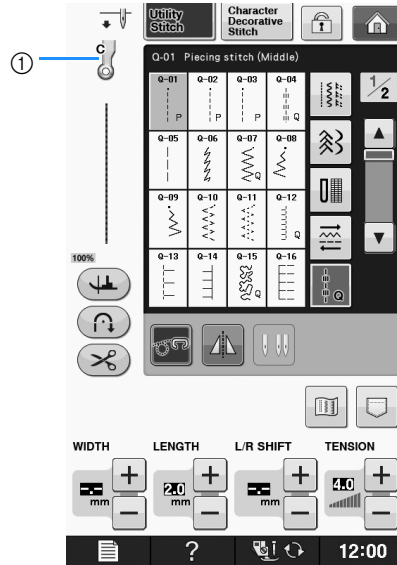 Utility
Stitch
Character
Decorative
Stitch
①
C
Q-01 Piecing stitch (Middle)
1/2
Q-01 Q-02 Q-03 Q-04
P P P Q
Q-05 Q-06 Q-07 Q-08
Q
Q-09 Q-10 Q-11 Q-12
Q
Q-13 Q-14 Q-15 Q-16
Q
Q
100%
WIDTH LENGTH L/R SHIFT TENSION
-.- 2.0 -.- 4.0
mm mm mm
+ + + +
− − − −
? 12:00